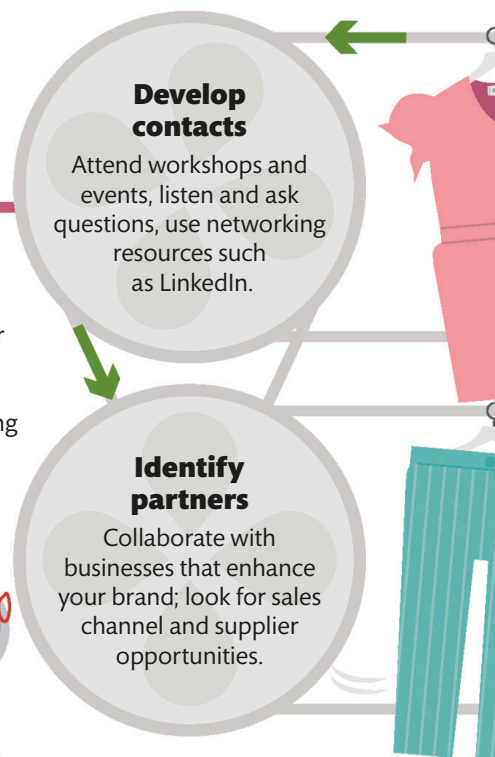 Develop
contacts
Attend workshops and
events, listen and ask
questions, use networking
resources such
as LinkedIn.
Identify
partners
Collaborate with
businesses that enhance
your brand; look for sales
channel and supplier
opportunities.